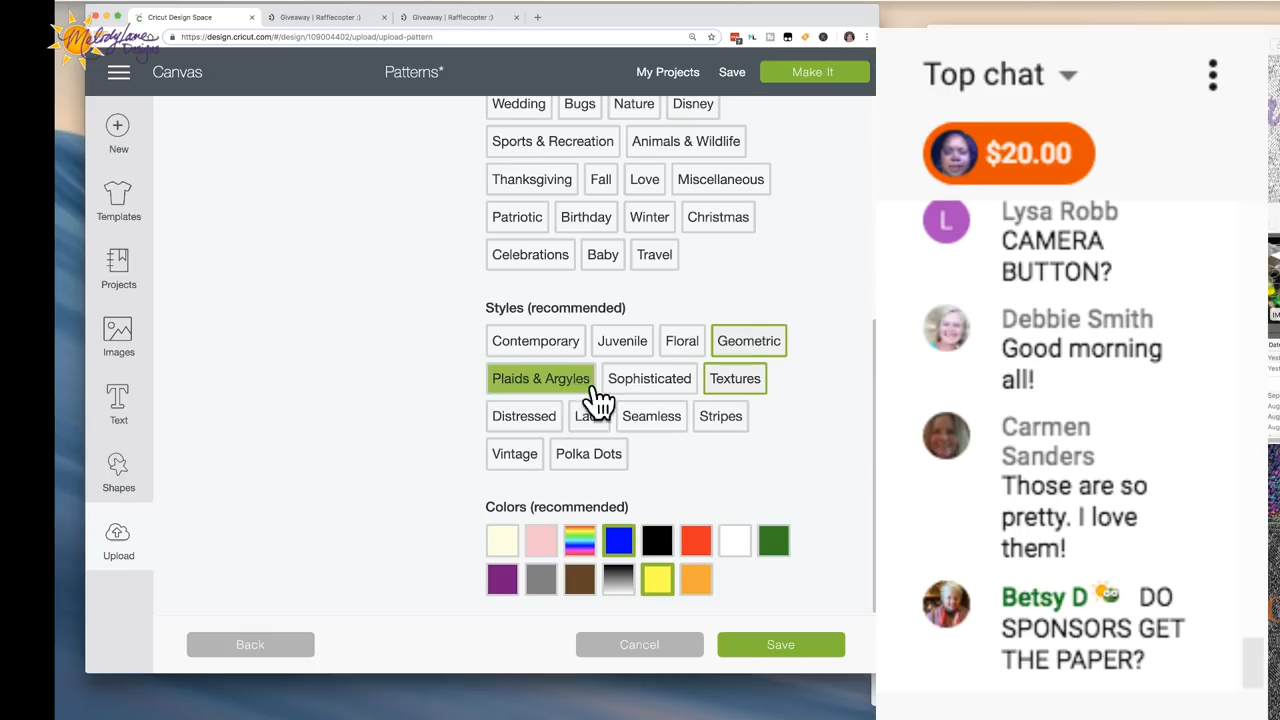 Cricut Design Space
Giveaway | Rafflecopter :)
Giveaway | Rafflecopter :)
MelodyLane
Designs
https://design.cricut.com/#/design/109004402/upload/upload-pattern
Canvas
Patterns*
My Projects
Save
Make It
New
Templates
Projects
Images
Text
Shapes
Upload
Wedding
Bugs
Nature
Disney
Sports & Recreation
Animals & Wildlife
Thanksgiving
Fall
Love
Miscellaneous
Patriotic
Birthday
Winter
Christmas
Celebrations
Baby
Travel
Styles (recommended)
Contemporary
Juvenile
Floral
Geometric
Plaids & Argyles
Sophisticated
Textures
Distressed
Seamless
Stripes
Vintage
Polka Dots
Colors (recommended)
Back
Cancel
Save
Top chat
$20.00
L
Lysa Robb
CAMERA
BUTTON?
Debbie Smith
Good morning
all!
Carmen
Sanders
Those are so
pretty. I love
them!
Betsy D DO
SPONSORS GET
THE PAPER?